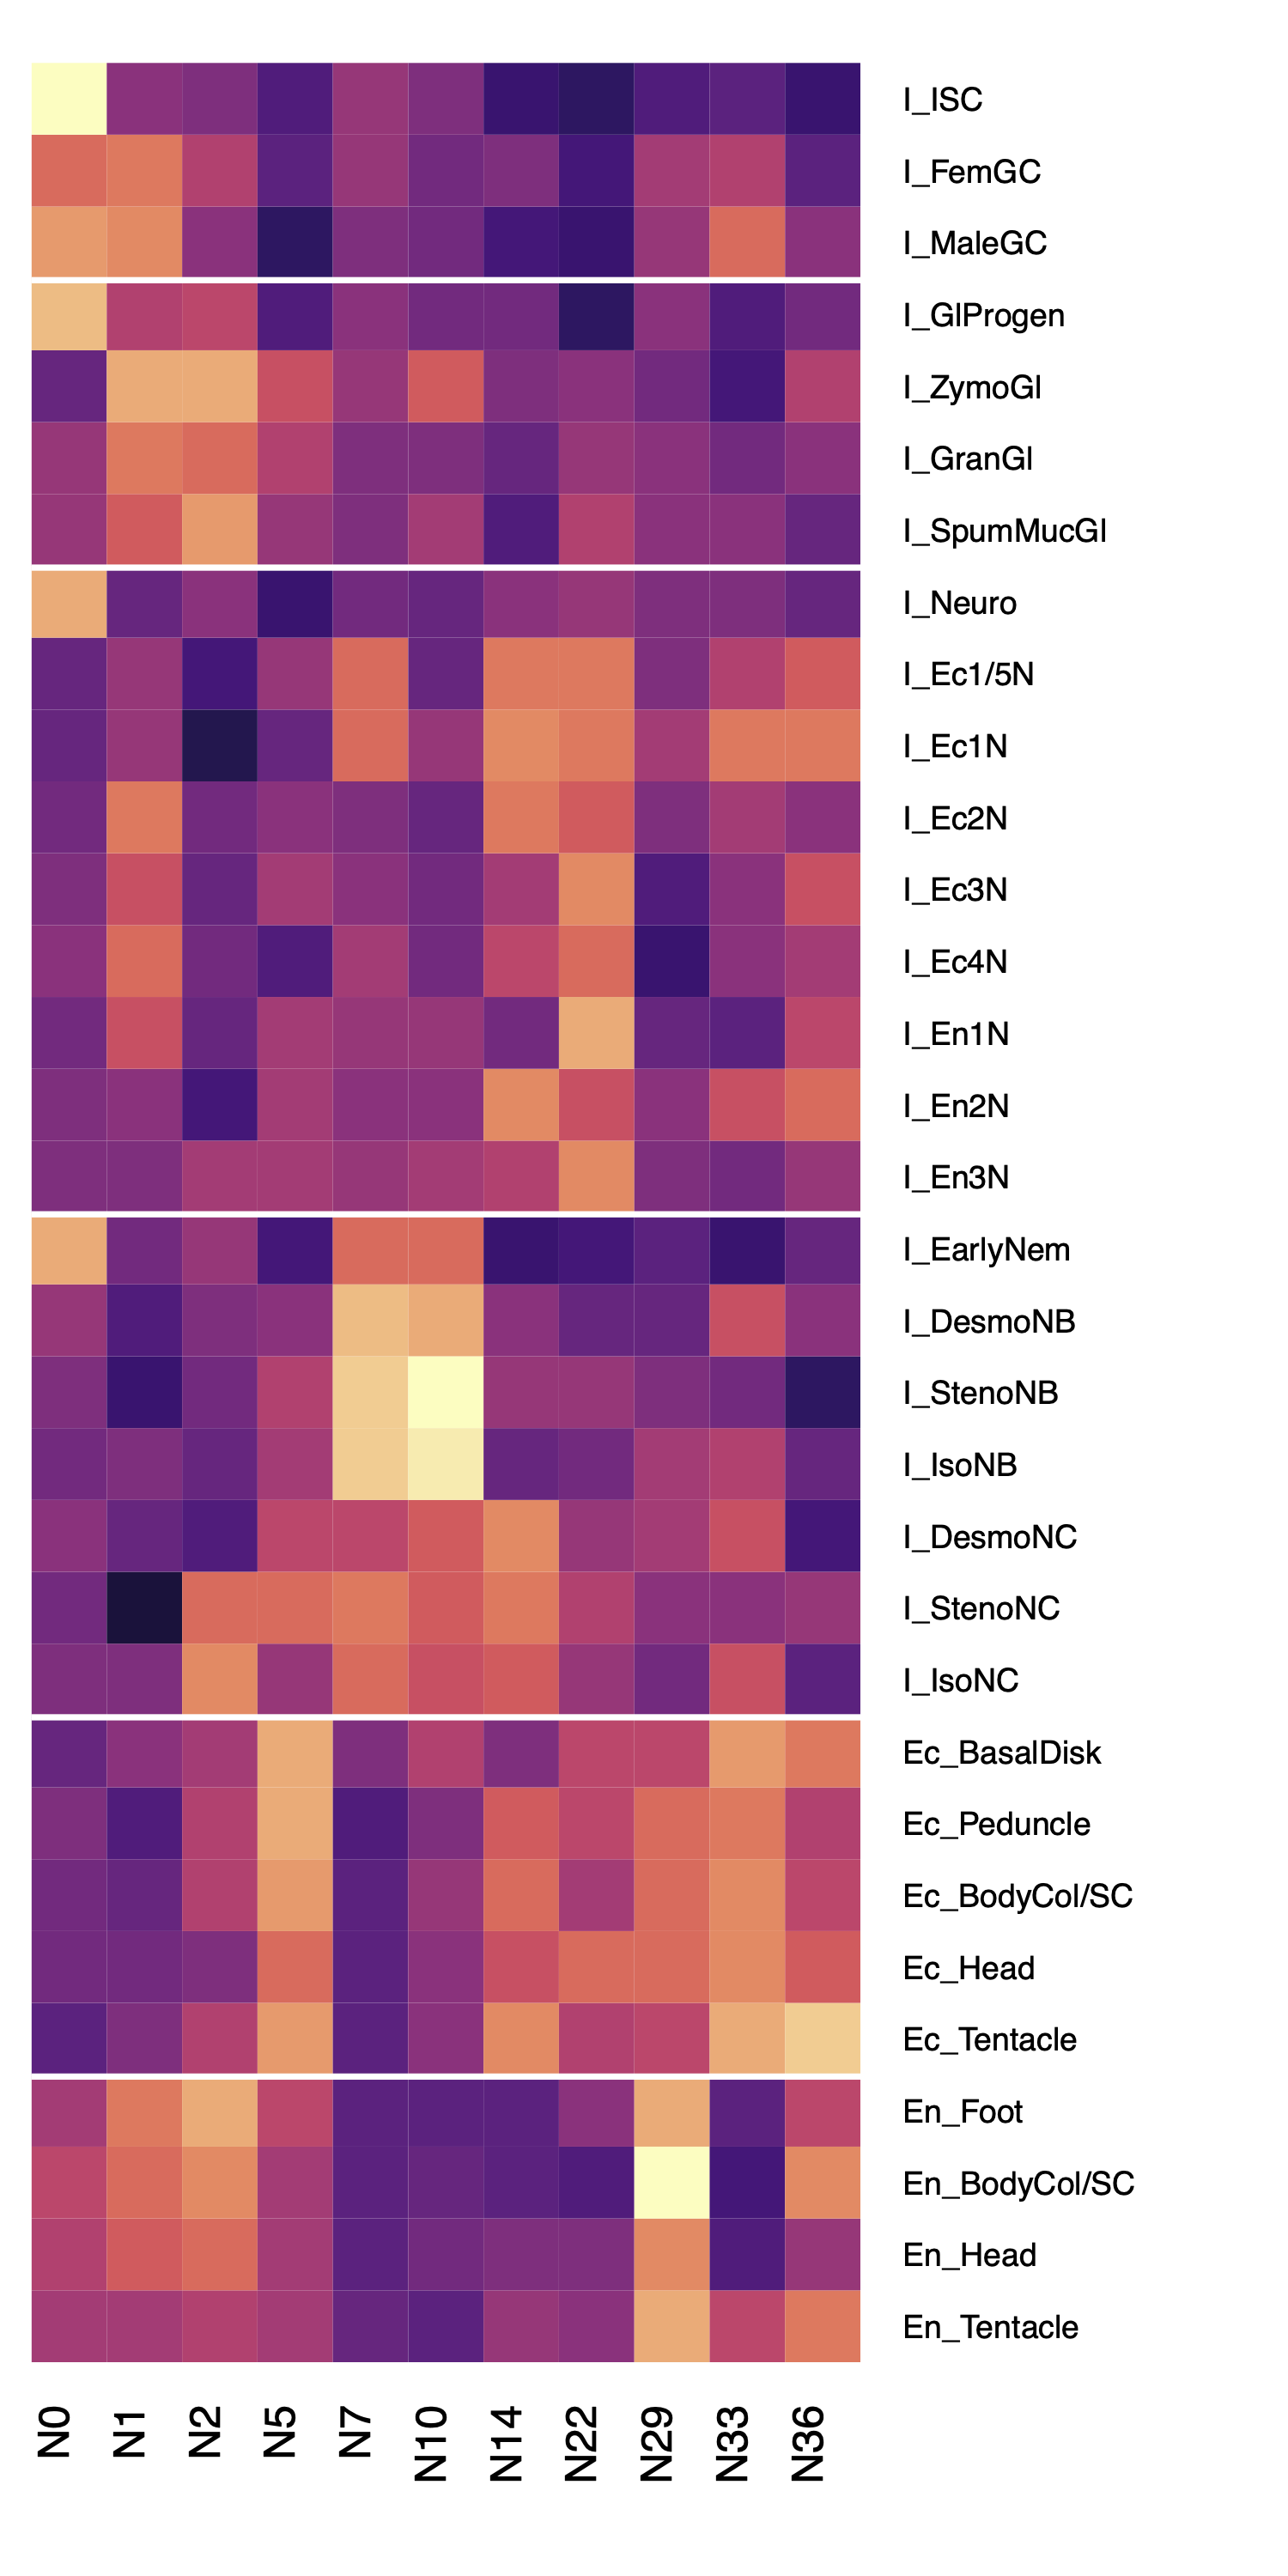 I_ISC
I_FemGC
I_MaleGC
I_GlProgen
I_ZymoGl
I_GranGl
I_SpumMucGl
I_Neuro
I_Ec1/5N
I_Ec1N
I_Ec2N
I_Ec3N
I_Ec4N
I_En1N
I_En2N
I_En3N
I_EarlyNem
I_DesmoNB
I_StenoNB
I_IsoNB
I_DesmoNC
I_StenoNC
I_IsoNC
Ec_BasalDisk
Ec_Peduncle
Ec_BodyCol/SC
Ec_Head
Ec_Tentacle
En_Foot
En_BodyCol/SC
En_Head
En_Tentacle
N0
N1
N2
N5
N7
N10
N14
N22
N29
N33
N36